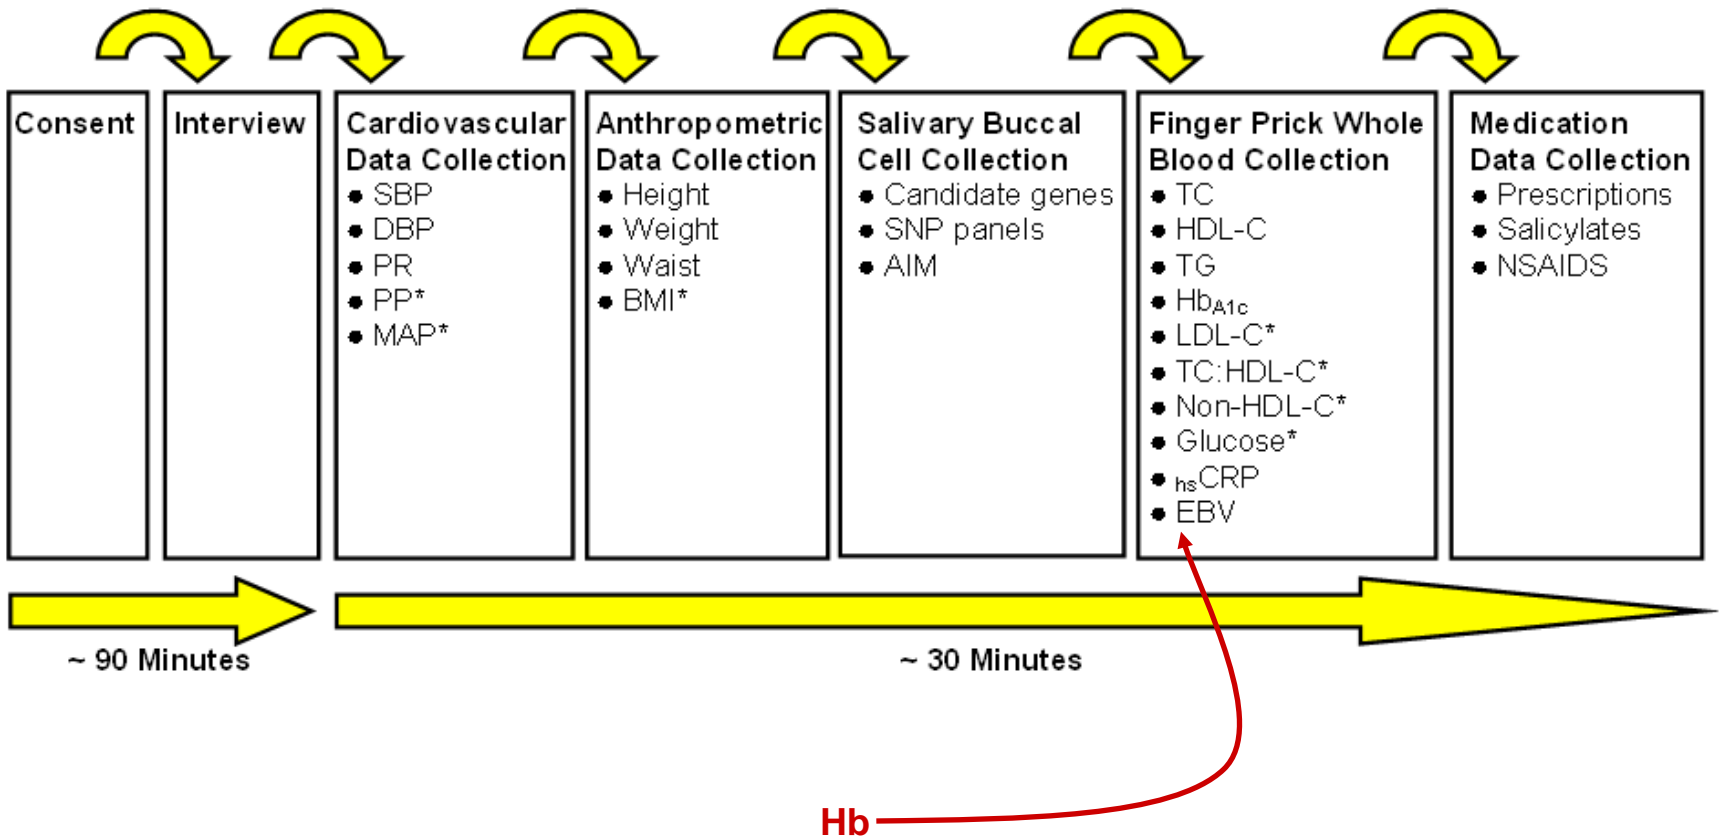 Consent
Interview
Cardiovascular
Data Collection
● SBP
● DBP
● PR
● PP*
● MAP*
Anthropometric
Data Collection
● Height
● Weight
● Waist
● BMI*
Salivary Buccal
Cell Collection
● Candidate genes
● SNP panels
● AIM
Finger Prick Whole
Blood Collection
● TC
● HDL-C
● TG
● HbA1c
● LDL-C*
● TC:HDL-C*
● Non-HDL-C*
● Glucose*
● hsCRP
● EBV
Medication
Data Collection
● Prescriptions
● Salicylates
● NSAIDS
~ 90 Minutes
~ 30 Minutes
Hb